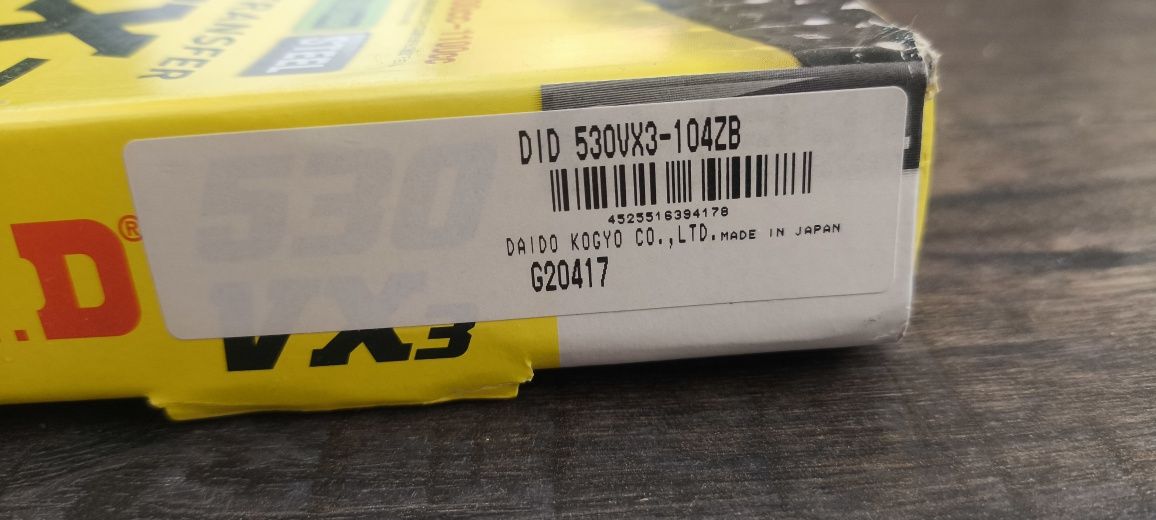 TRANSFER
STEEL
DID 530VX3-104ZB
4525516394178
DAIDO KOGYO CO.,LTD. MADE IN JAPAN
G20417
530
VX3
.D®